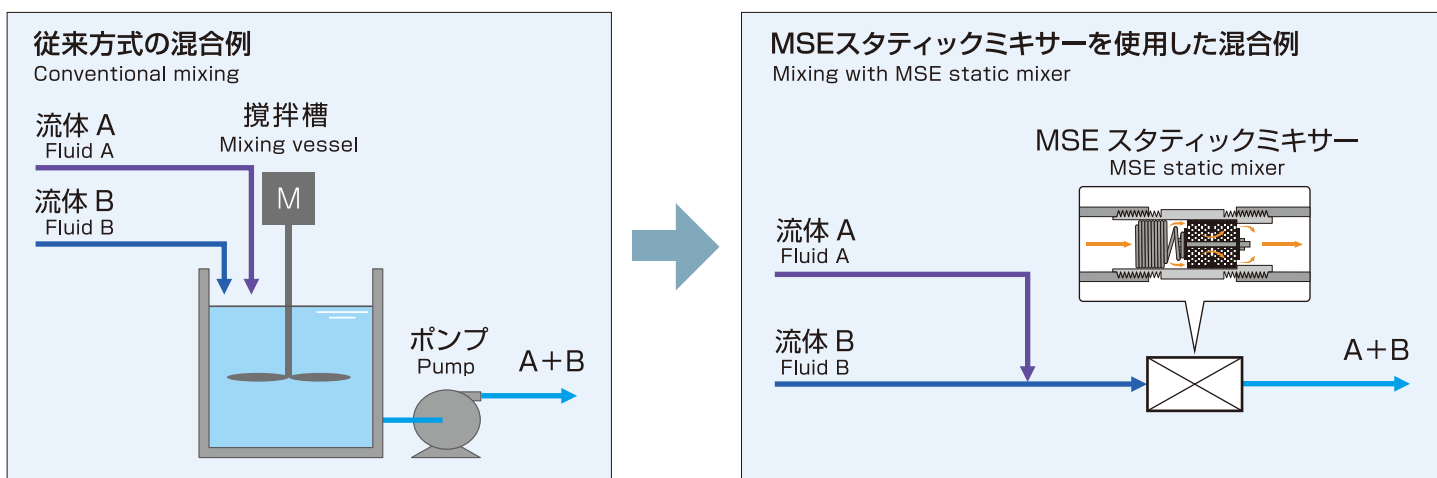 従来方式の混合例
Conventional mixing
流体 A
Fluid A
撹拌槽
Mixing vessel
M
流体 B
Fluid B
ポンプ
Pump
A+B
MSEスタティックミキサーを使用した混合例
Mixing with MSE static mixer
MSE スタティックミキサー
MSE static mixer
流体 A
Fluid A
流体 B
Fluid B
A+B